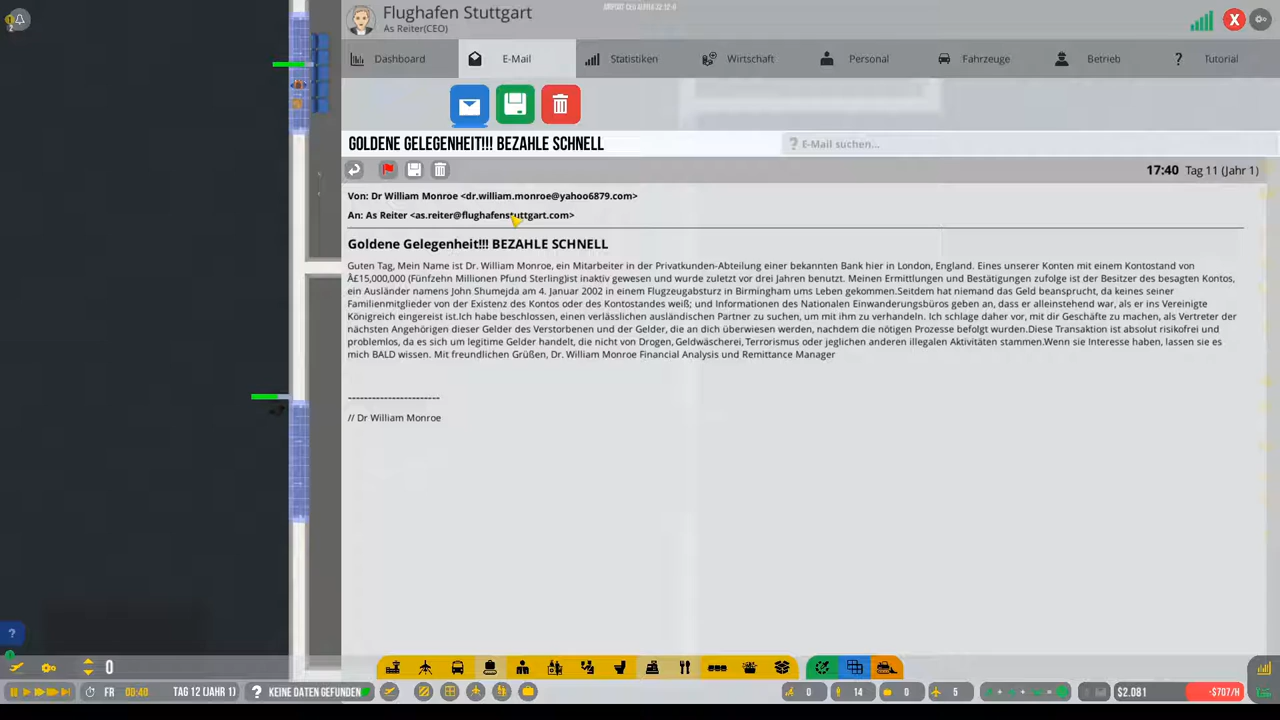 AIRPORT CEO
Flughafen Stuttgart
As Reiter(CEO)
X
Dashboard
E-Mail
Statistiken
Wirtschaft
Personal
Fahrzeuge
Betrieb
? Tutorial
GOLDENE GELEGENHEIT!!! BEZAHLE SCHNELL
? E-Mail suchen...
17:40 Tag 11 (Jahr 1)
Von: Dr William Monroe <dr.william.monroe@yahoo6879.com>
An: As Reiter <as.reiter@flughafenstuttgart.com>
Goldene Gelegenheit!!! BEZAHLE SCHNELL
Guten Tag, Mein Name ist Dr. William Monroe, ein Mitarbeiter in der Privatkunden-Abteilung einer bekannten Bank hier in London, England. Eines unserer Konten mit einem Kontostand von
Â£15,000,000 (Fünfzehn Millionen Pfund Sterling)st inaktiv gewesen und wurde zuletzt vor drei Jahren benutzt. Meinen Ermittlungen und Bestätigungen zufolge ist der Besitzer des besagten Kontos,
ein Ausländer namens John Shumejda am 4. Januar 2002 in einem Flugzeugabsturz in Birmingham ums Leben gekommen.Seitdem hat niemand das Geld beansprucht, da keines seiner
Familienmitglieder von der Existenz des Kontos oder des Kontostandes weiß; und Informationen des Nationalen Einwanderungsbüros geben an, dass er alleinstehend war, als er ins Vereinigte
Königreich eingereist ist.Ich habe beschlossen, einen verlässlichen ausländischen Partner zu suchen, um mit ihm zu verhandeln. Ich schlage daher vor, mit dir Geschäfte zu machen, als Vertreter der
nächsten Angehörigen dieser Gelder des Verstorbenen und der Gelder, die an dich überwiesen werden, nachdem die nötigen Prozesse befolgt wurden.Diese Transaktion ist absolut risikofrei und
problemlos, da es sich um legitime Gelder handelt, die nicht von Drogen, Geldwäscherei, Terrorismus oder jeglichen anderen illegalen Aktivitäten stammen.Wenn sie Interesse haben, lassen sie es
mich BALD wissen. Mit freundlichen Grüßen, Dr. William Monroe Financial Analysis und Remittance Manager
------------------------
// Dr William Monroe
?
0
FR 00:40 TAG 12 (JAHR 1) ? KEINE DATEN GEFUNDEN
0 14 0 5 $2.081 -$707/H